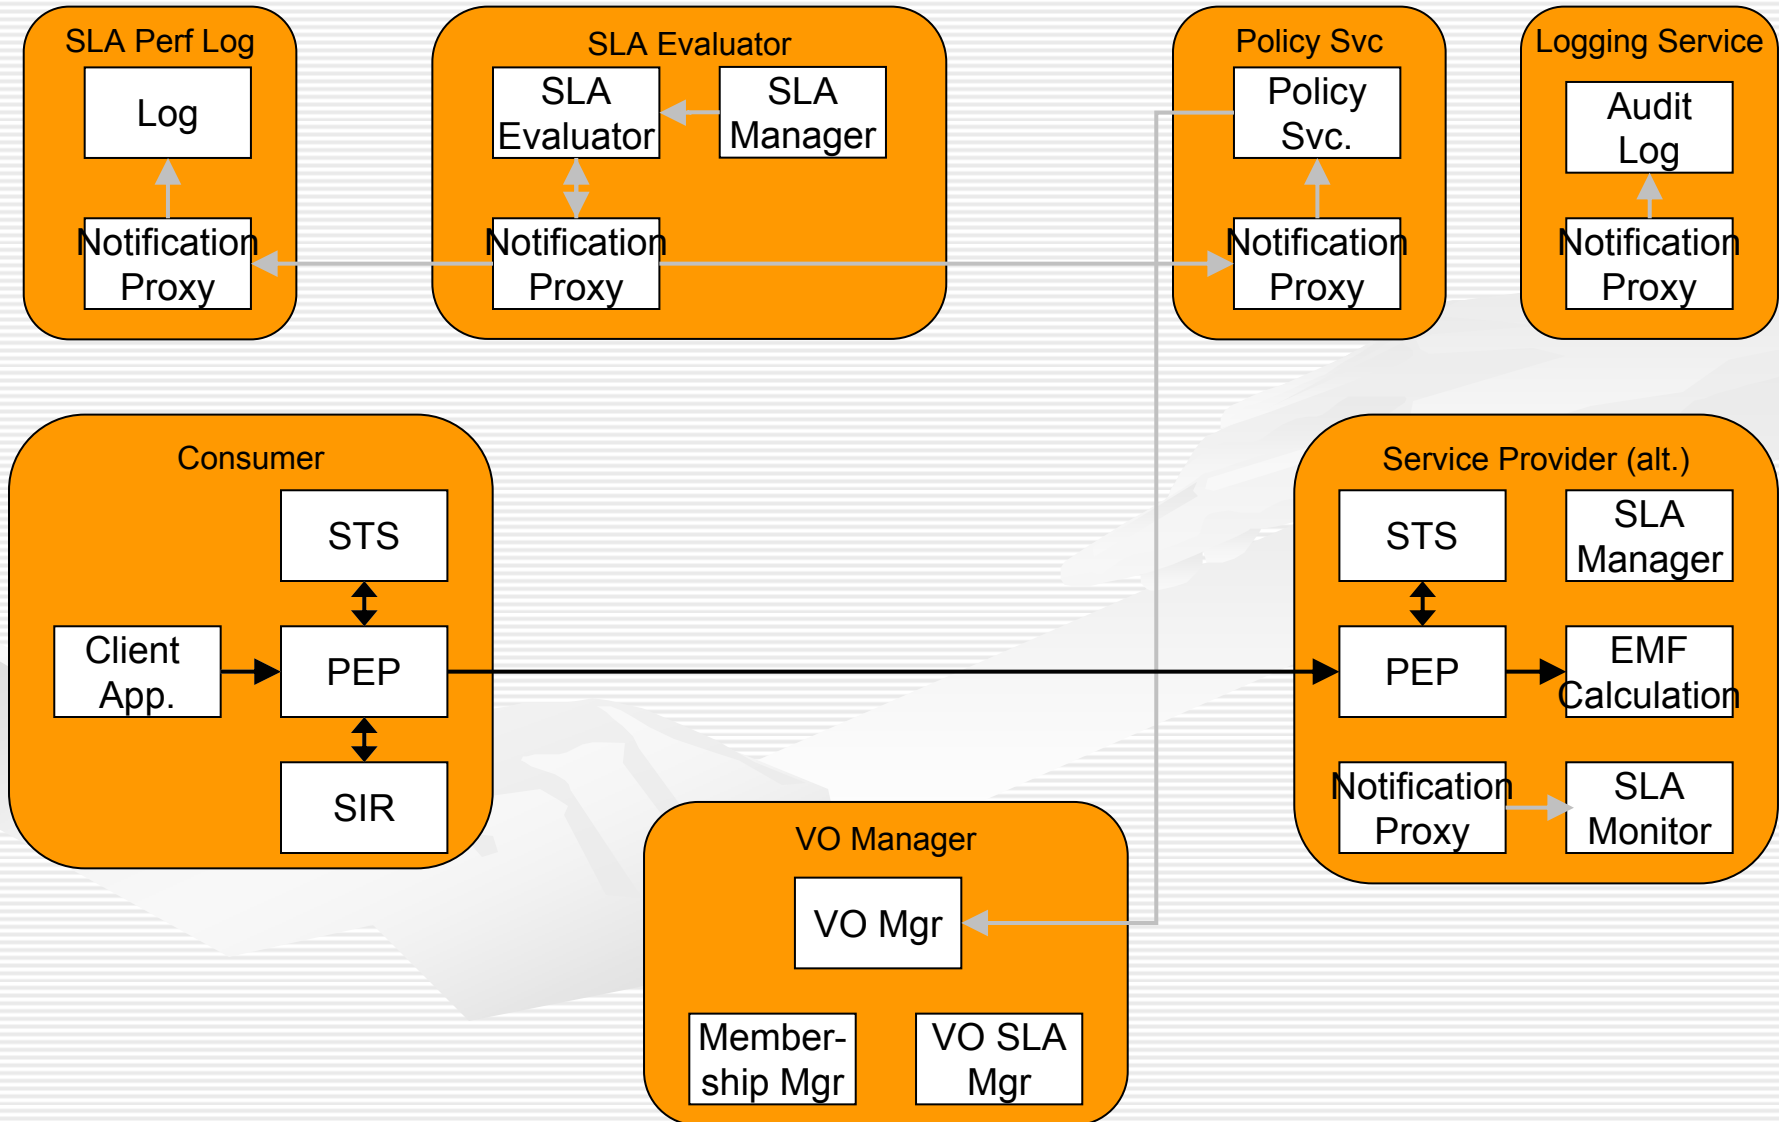 SLA Perf Log
Log
Notification
Proxy
SLA Evaluator
SLA
Evaluator
SLA
Manager
Notification
Proxy
Policy Svc
Policy
Svc.
Notification
Proxy
Logging Service
Audit
Log
Notification
Proxy
Consumer
STS
Client
App.
PEP
SIR
Service Provider (alt.)
STS
SLA
Manager
PEP
EMF
Calculation
Notification
Proxy
SLA
Monitor
VO Manager
VO Mgr
Member-
ship Mgr
VO SLA
Mgr